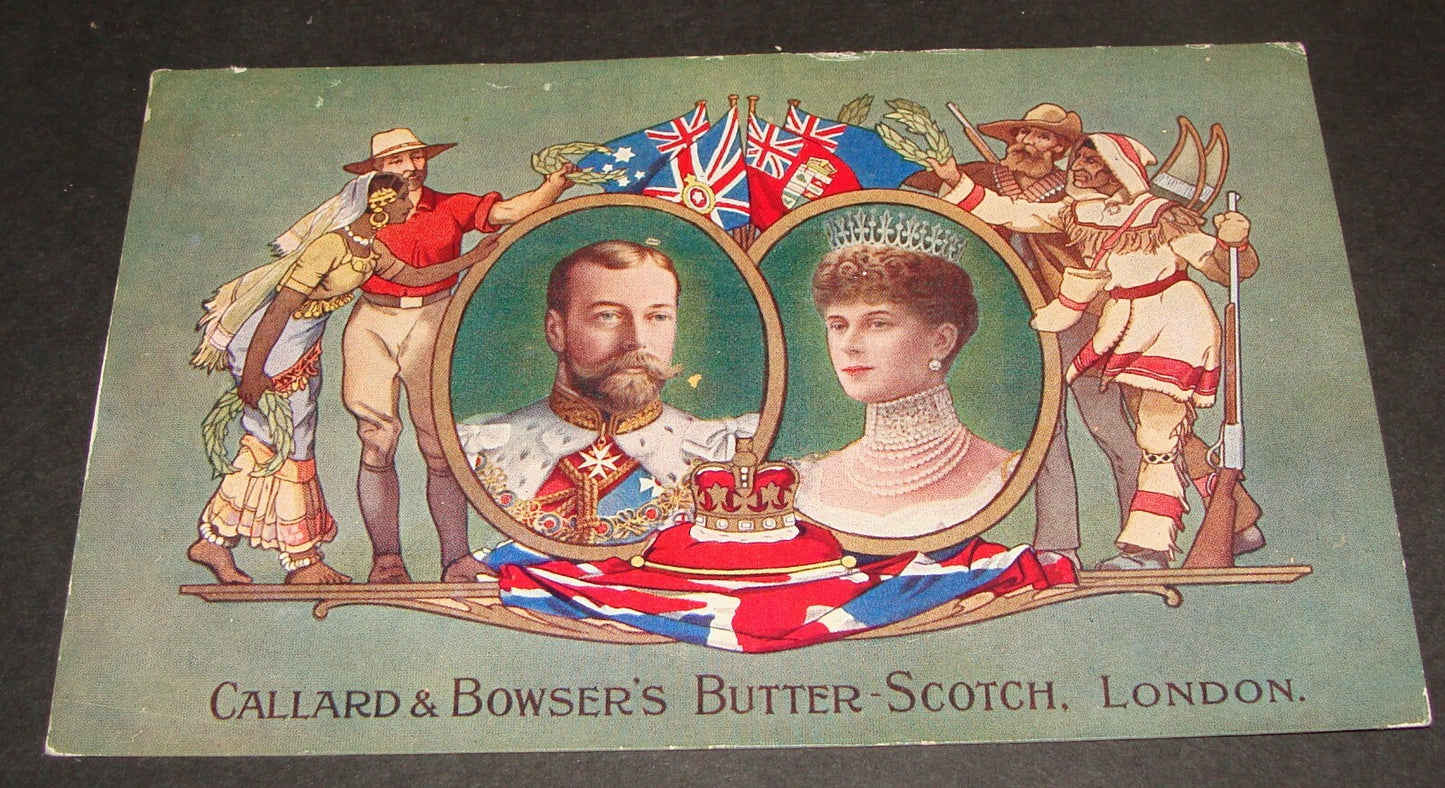 CALLARD & BOWSER'S BUTTER-SCOTCH, LONDON.